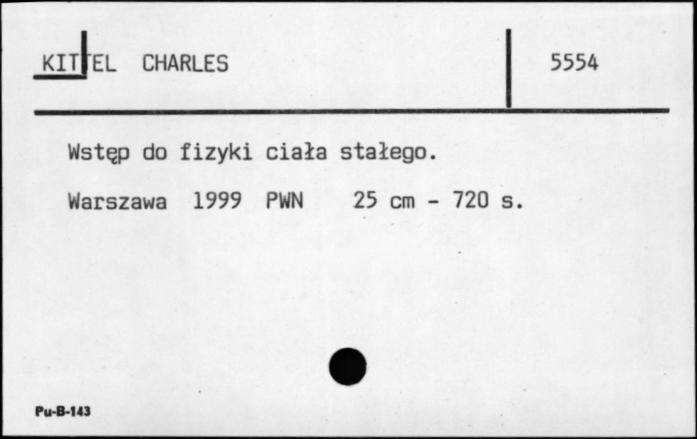 KITTEL CHARLES 5554
Wstęp do fizyki ciała stałego.
Warszawa 1999 PWN 25 cm - 720 s.
Pu-B-143